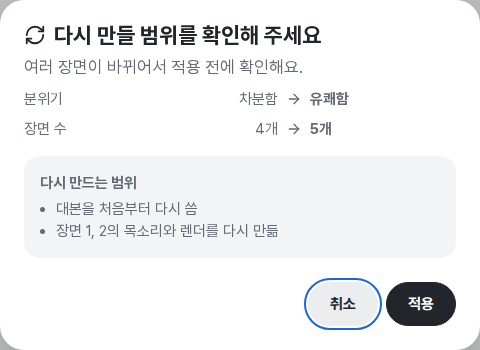 다시 만들 범위를 확인해 주세요
여러 장면이 바뀌어서 적용 전에 확인해요.
분위기 차분함 → 유쾌함
장면 수 4개 → 5개
다시 만드는 범위
• 대본을 처음부터 다시 씀
• 장면 1, 2의 목소리와 렌더를 다시 만듦
취소 적용